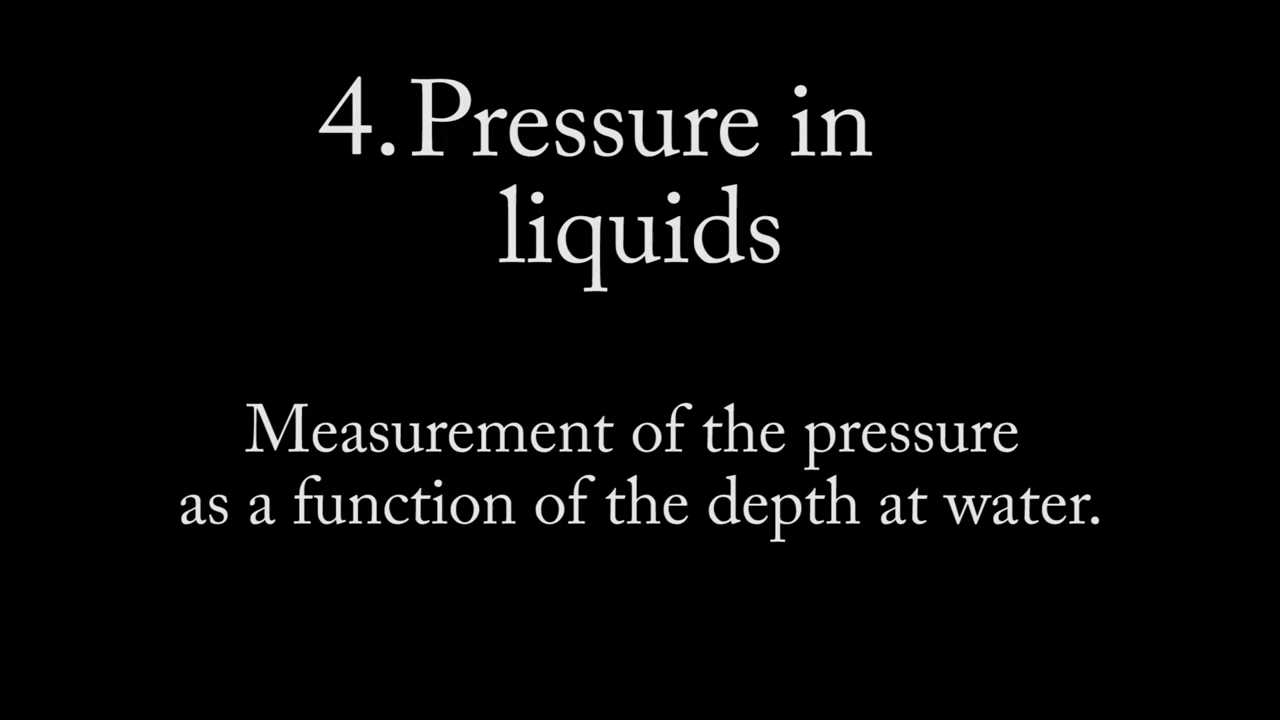 4. Pressure in
liquids
Measurement of the pressure
as a function of the depth at water.